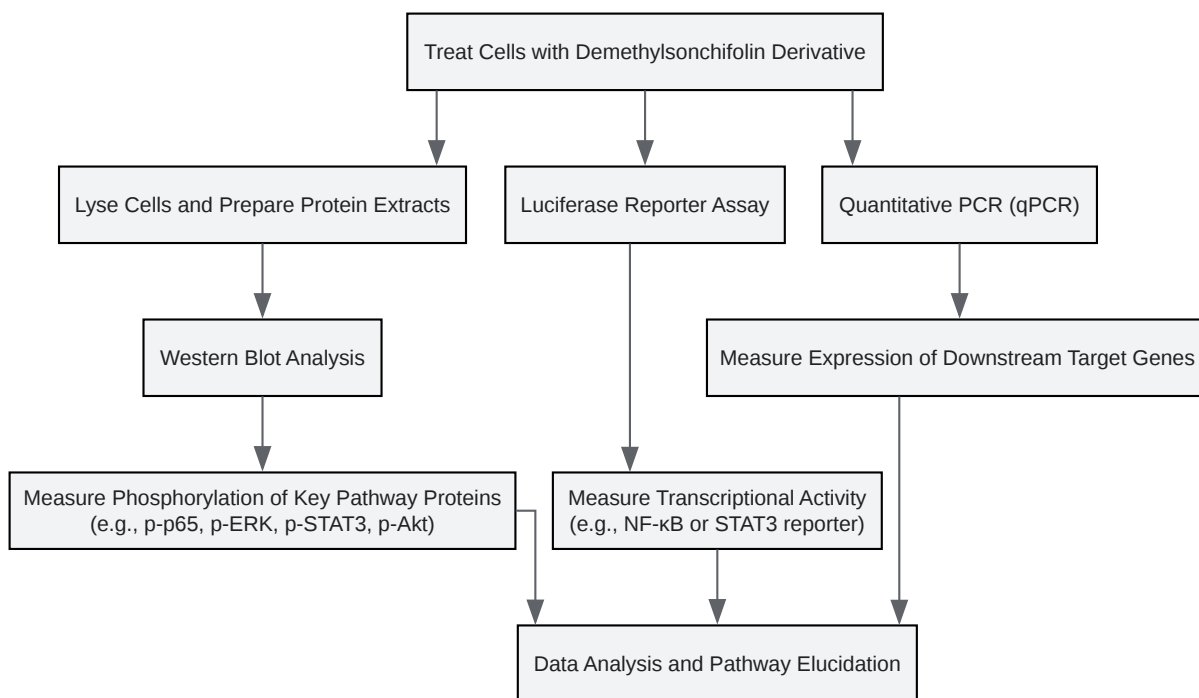 Treat Cells with Demethylsonchifolin Derivative
Lyse Cells and Prepare Protein Extracts
Luciferase Reporter Assay
Quantitative PCR (qPCR)
Western Blot Analysis
Measure Expression of Downstream Target Genes
Measure Phosphorylation of Key Pathway Proteins
(e.g., p-p65, p-ERK, p-STAT3, p-Akt)
Measure Transcriptional Activity
(e.g., NF-κB or STAT3 reporter)
Data Analysis and Pathway Elucidation